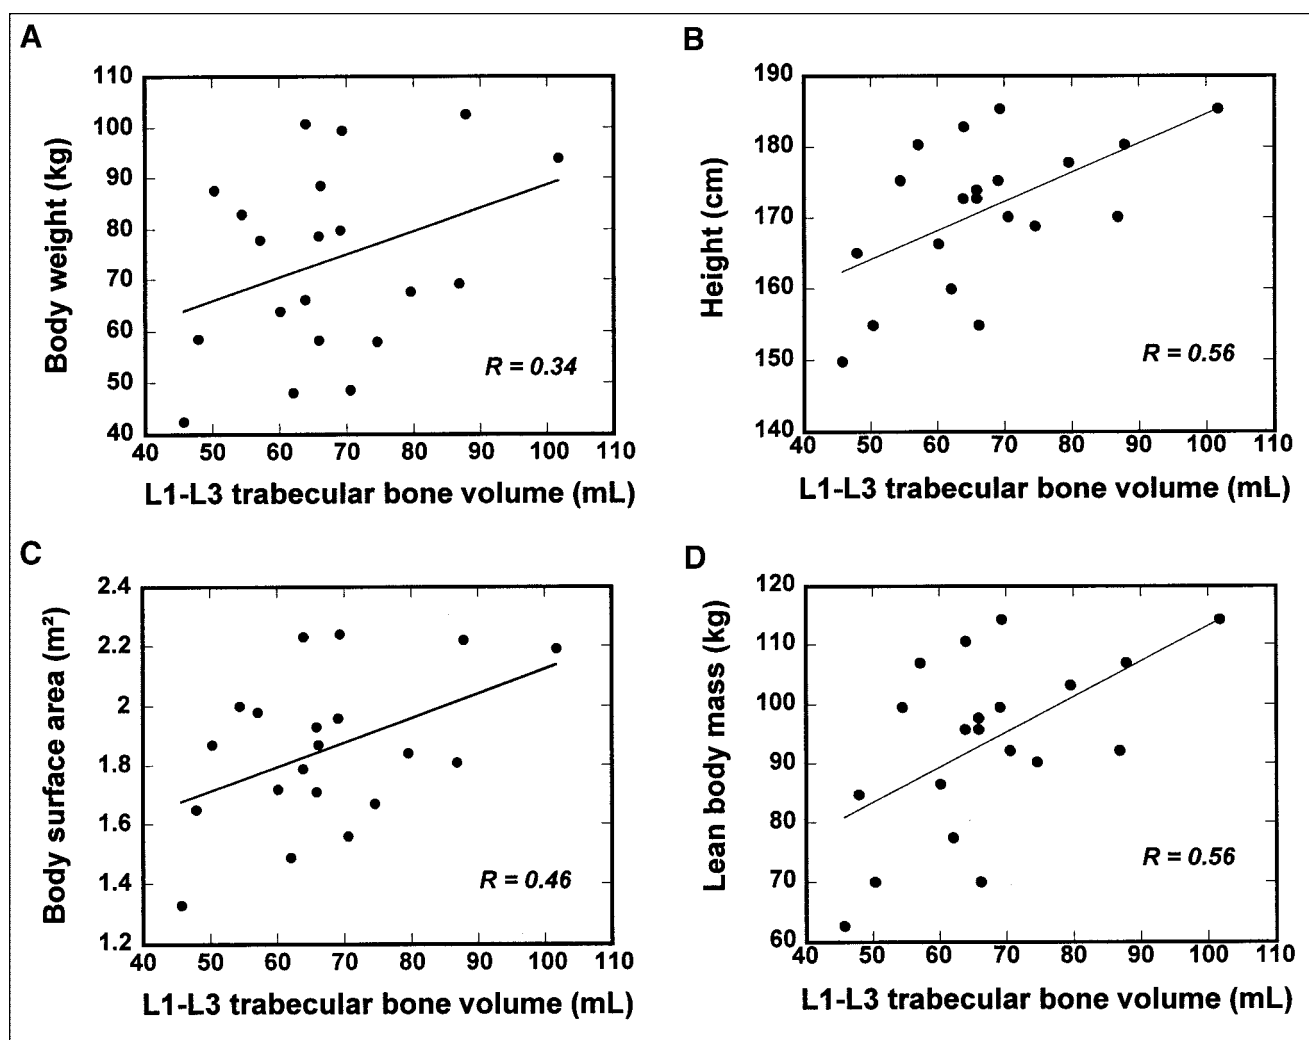 A
110
100
90
80
70
60
50
40
Body weight (kg)
R = 0.34
40 50 60 70 80 90 100 110
L1-L3 trabecular bone volume (mL)
B
190
180
170
160
150
140
Height (cm)
R = 0.56
40 50 60 70 80 90 100 110
L1-L3 trabecular bone volume (mL)
C
2.4
2.2
2
1.8
1.6
1.4
1.2
Body surface area (m²)
R = 0.46
40 50 60 70 80 90 100 110
L1-L3 trabecular bone volume (mL)
D
120
110
100
90
80
70
60
Lean body mass (kg)
R = 0.56
40 50 60 70 80 90 100 110
L1-L3 trabecular bone volume (mL)